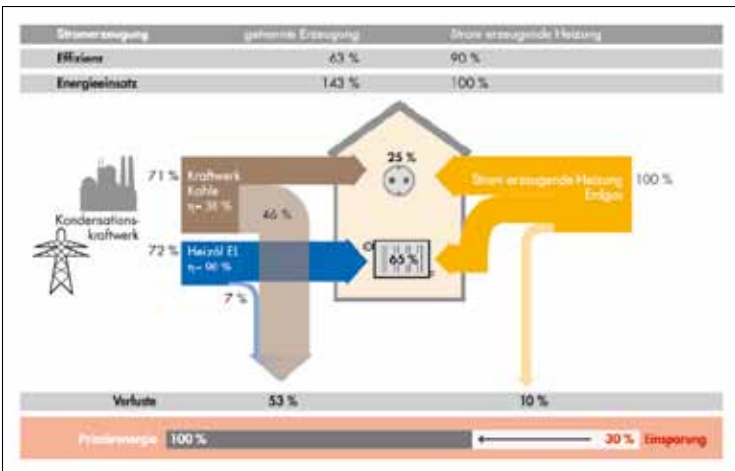 Stromerzeugung getrennte Erzeugung Strom erzeugende Heizung
Effizienz 63 % 90 %
Energieeinsatz 143 % 100 %
25 %
71 % Kraftwerk
Kohle
η= 38 %
Strom erzeugende Heizung
Erdgas
100 %
46 %
Kondensations-
kraftwerk
72 % Heizöl EL
η= 90 %
65 %
7 %
Verluste 53 % 10 %
Primärenergie 100 % 30 % Einsparung